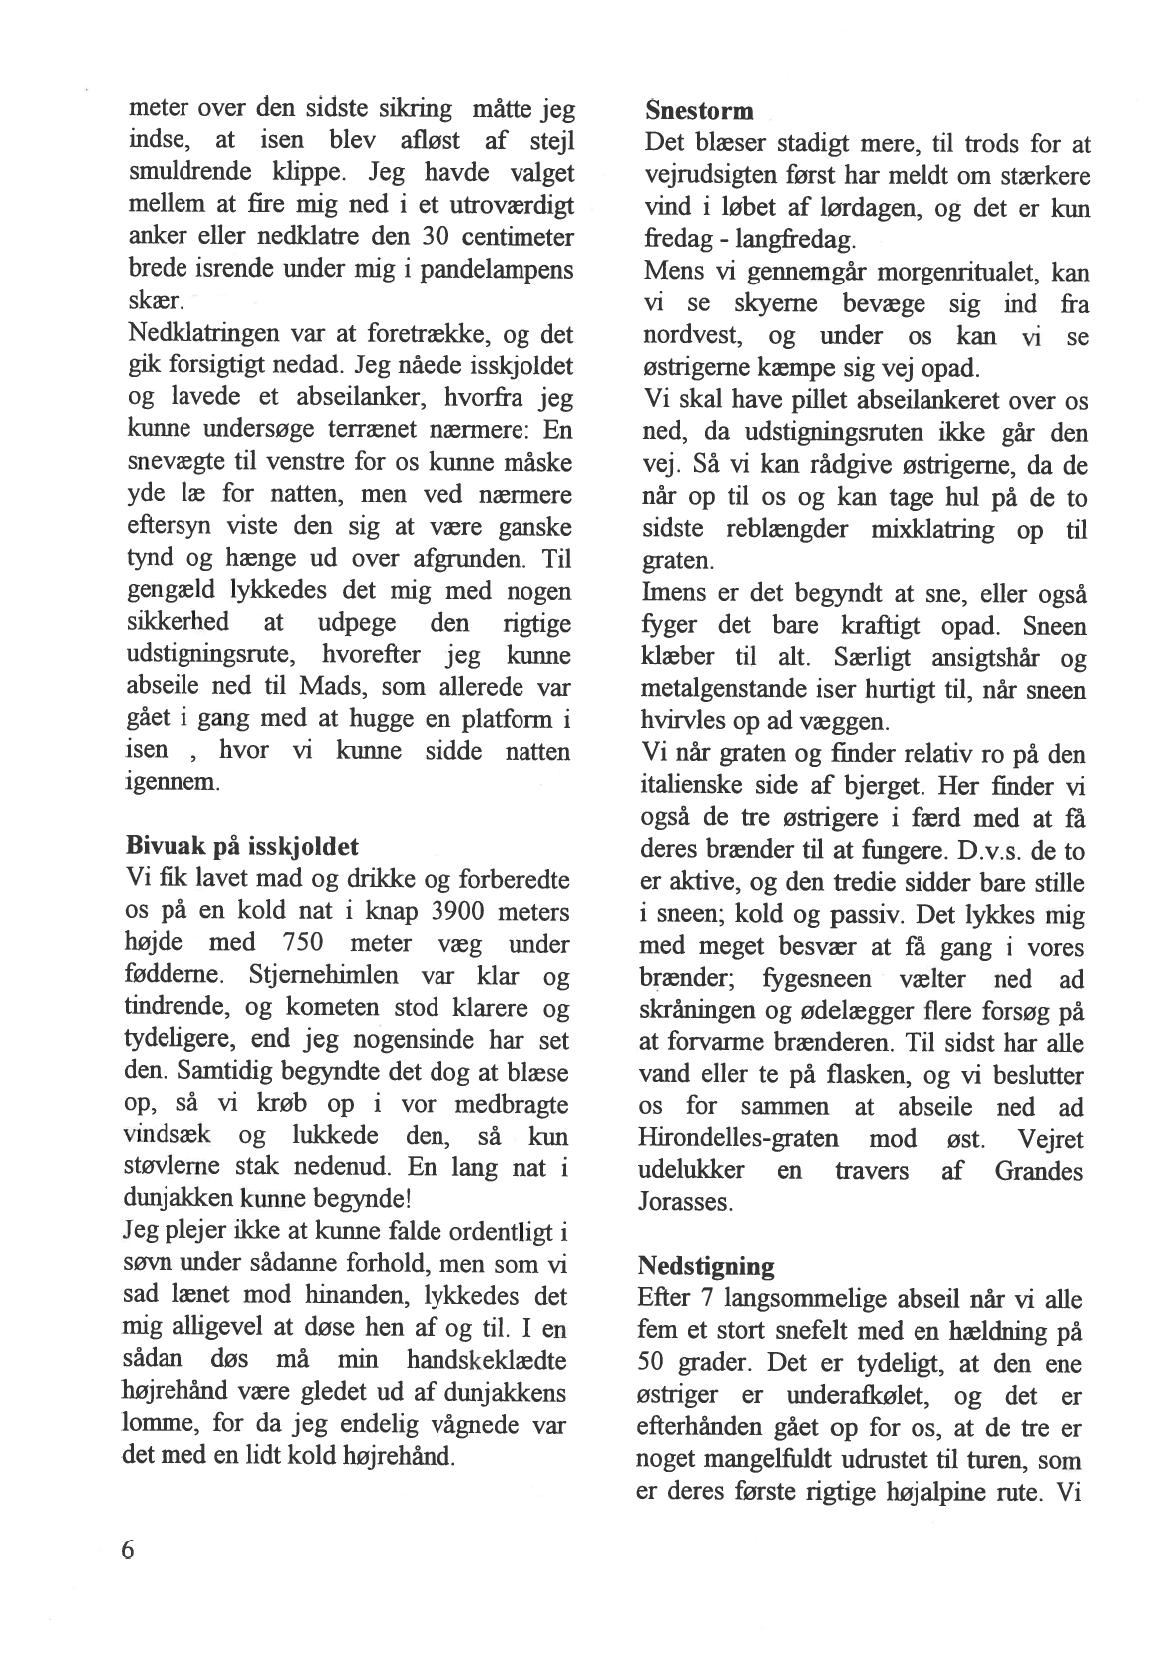 meter over den sidste sikring måtte jeg
indse, at isen blev afløst af stejl
smuldrende klippe. Jeg havde valget
mellem at fire mig ned i et utroværdigt
anker eller nedklatre den 30 centimeter
brede isrende under mig i pandelampens
skær.
Nedklatringen var at foretrække, og det
gik forsigtigt nedad. Jeg nåede isskjoldet
og lavede et abseilanker, hvorfra jeg
kunne undersøge terrænet nærmere: En
snevægte til venstre for os kunne måske
yde læ for natten, men ved nærmere
eftersyn viste den sig at være ganske
tynd og hænge ud over afgrunden. Til
gengæld lykkedes det mig med nogen
sikkerhed at udpege den rigtige
udstigningsrute, hvorefter jeg kunne
abseile ned til Mads, som allerede var
gået i gang med at hugge en platform i
isen , hvor vi kunne sidde natten
igennem.
Bivuak på isskjoldet
Vi fik lavet mad og drikke og forberedte
os på en kold nat i knap 3900 meters
højde med 750 meter væg under
fødderne. Stjernehimlen var klar og
tindrende, og kometen stod klarere og
tydeligere, end jeg nogensinde har set
den. Samtidig begyndte det dog at blæse
op, så vi krøb op i vor medbragte
vindsæk og lukkede den, så kun
støvlerne stak nedenud. En lang nat i
dunjakken kunne begynde!
Jeg plejer ikke at kunne falde ordentligt i
søvn under sådanne forhold, men som vi
sad lænet mod hinanden, lykkedes det
mig alligevel at døse hen af og til. I en
sådan døs må min handskeklædte
højrehånd være gledet ud af dunjakkens
lomme, for da jeg endelig vågnede var
det med en lidt kold højrehånd.
Snestorm
Det blæser stadigt mere, til trods for at
vejrudsigten først har meldt om stærkere
vind i løbet af lørdagen, og det er kun
fredag - langfredag.
Mens vi gennemgår morgenritualet, kan
vi se skyerne bevæge sig ind fra
nordvest, og under os kan vi se
østrigerne kæmpe sig vej opad.
Vi skal have pillet abseilankeret over os
ned, da udstigningsruten ikke går den
vej. Så vi kan rådgive østrigerne, da de
når op til os og kan tage hul på de to
sidste reblængder mixklatring op til
graten.
Imens er det begyndt at sne, eller også
fyger det bare kraftigt opad. Sneen
klæber til alt. Særligt ansigtshår og
metalgenstande iser hurtigt til, når sneen
hvirvles op ad væggen.
Vi når graten og finder relativ ro på den
italienske side af bjerget. Her finder vi
også de tre østrigere i færd med at få
deres brænder til at fungere. D.v.s. de to
er aktive, og den tredie sidder bare stille
i sneen; kold og passiv. Det lykkes mig
med meget besvær at få gang i vores
brænder; fygesneen vælter ned ad
skråningen og ødelægger flere forsøg på
at forvarme brænderen. Til sidst har alle
vand eller te på flasken, og vi beslutter
os for sammen at abseile ned ad
Hirondelles-graten mod øst. Vejret
udelukker en travers af Grandes
Jorasses.
Nedstigning
Efter 7 langsommelige abseil når vi alle
fem et stort snefelt med en hældning på
50 grader. Det er tydeligt, at den ene
østriger er underafkølet, og det er
efterhånden gået op for os, at de tre er
noget mangelfuldt udrustet til turen, som
er deres første rigtige højalpine rute. Vi
6